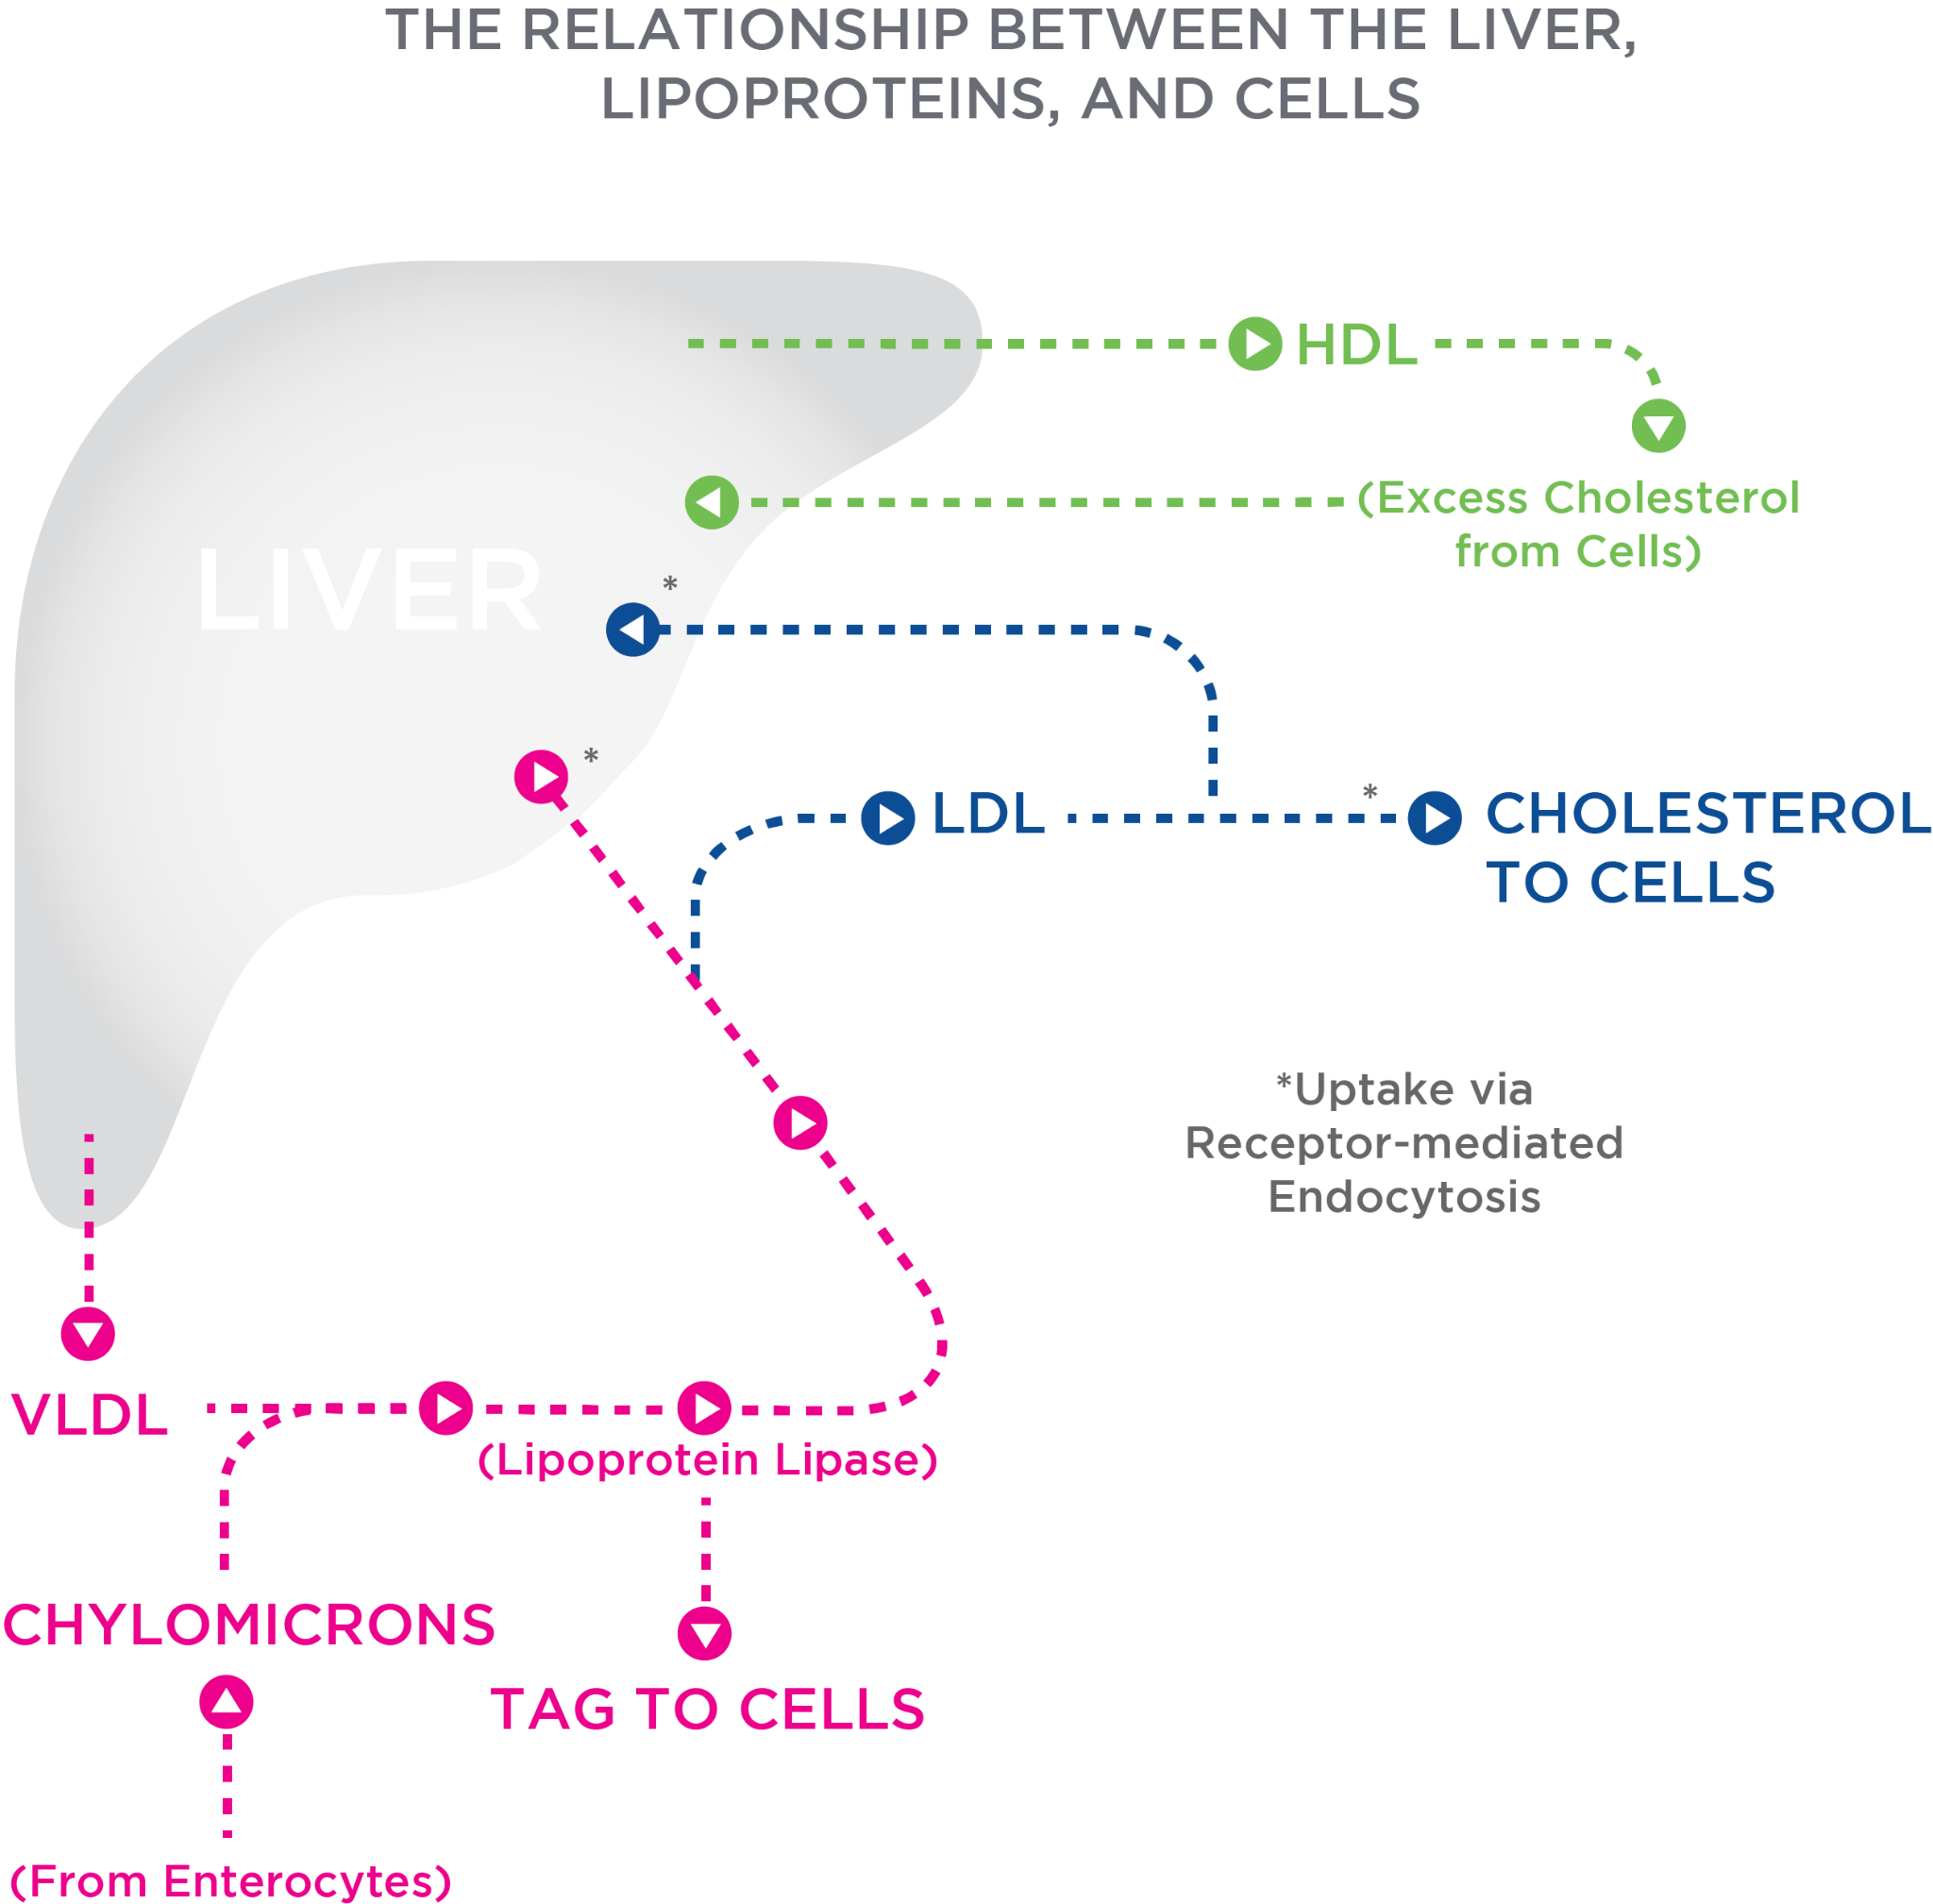 THE RELATIONSHIP BETWEEN THE LIVER,
LIPOPROTEINS, AND CELLS
HDL
(Excess Cholesterol
from Cells)
LIVER
*
*
LDL
*
CHOLESTEROL
TO CELLS
*Uptake via
Receptor-mediated
Endocytosis
VLDL
(Lipoprotein Lipase)
CHYLOMICRONS
TAG TO CELLS
(From Enterocytes)